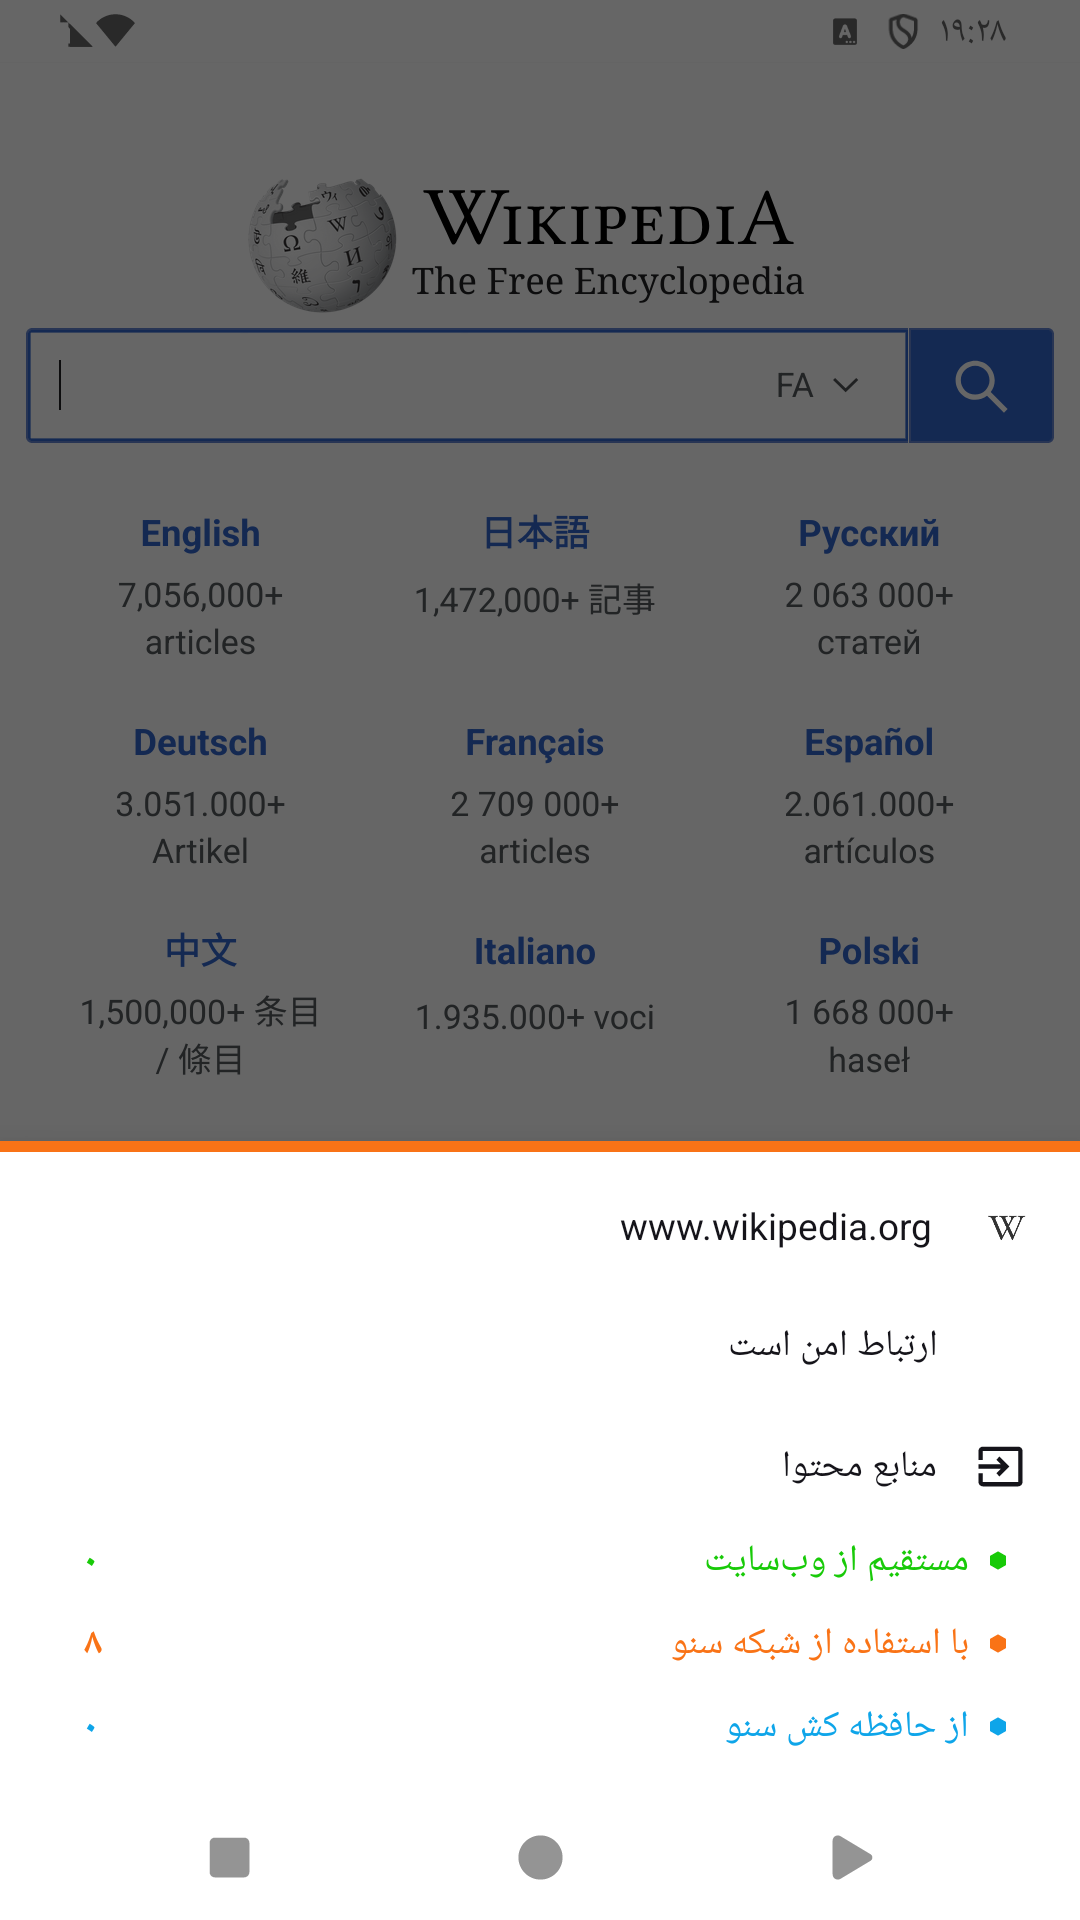 ۱۹:۲۸
WIKIPEDIA
The Free Encyclopedia
FA
English
7,056,000+
articles
日本語
1,472,000+ 記事
Русский
2 063 000+
статей
Deutsch
3.051.000+
Artikel
Français
2 709 000+
articles
Español
2.061.000+
artículos
中文
1,500,000+ 条目
/ 條目
Italiano
1.935.000+ voci
Polski
1 668 000+
haseł
www.wikipedia.org
ارتباط امن است
منابع محتوا
مستقیم از وب‌سایت ۰
با استفاده از شبکه سنو ۸
از حافظه کش سنو ۰